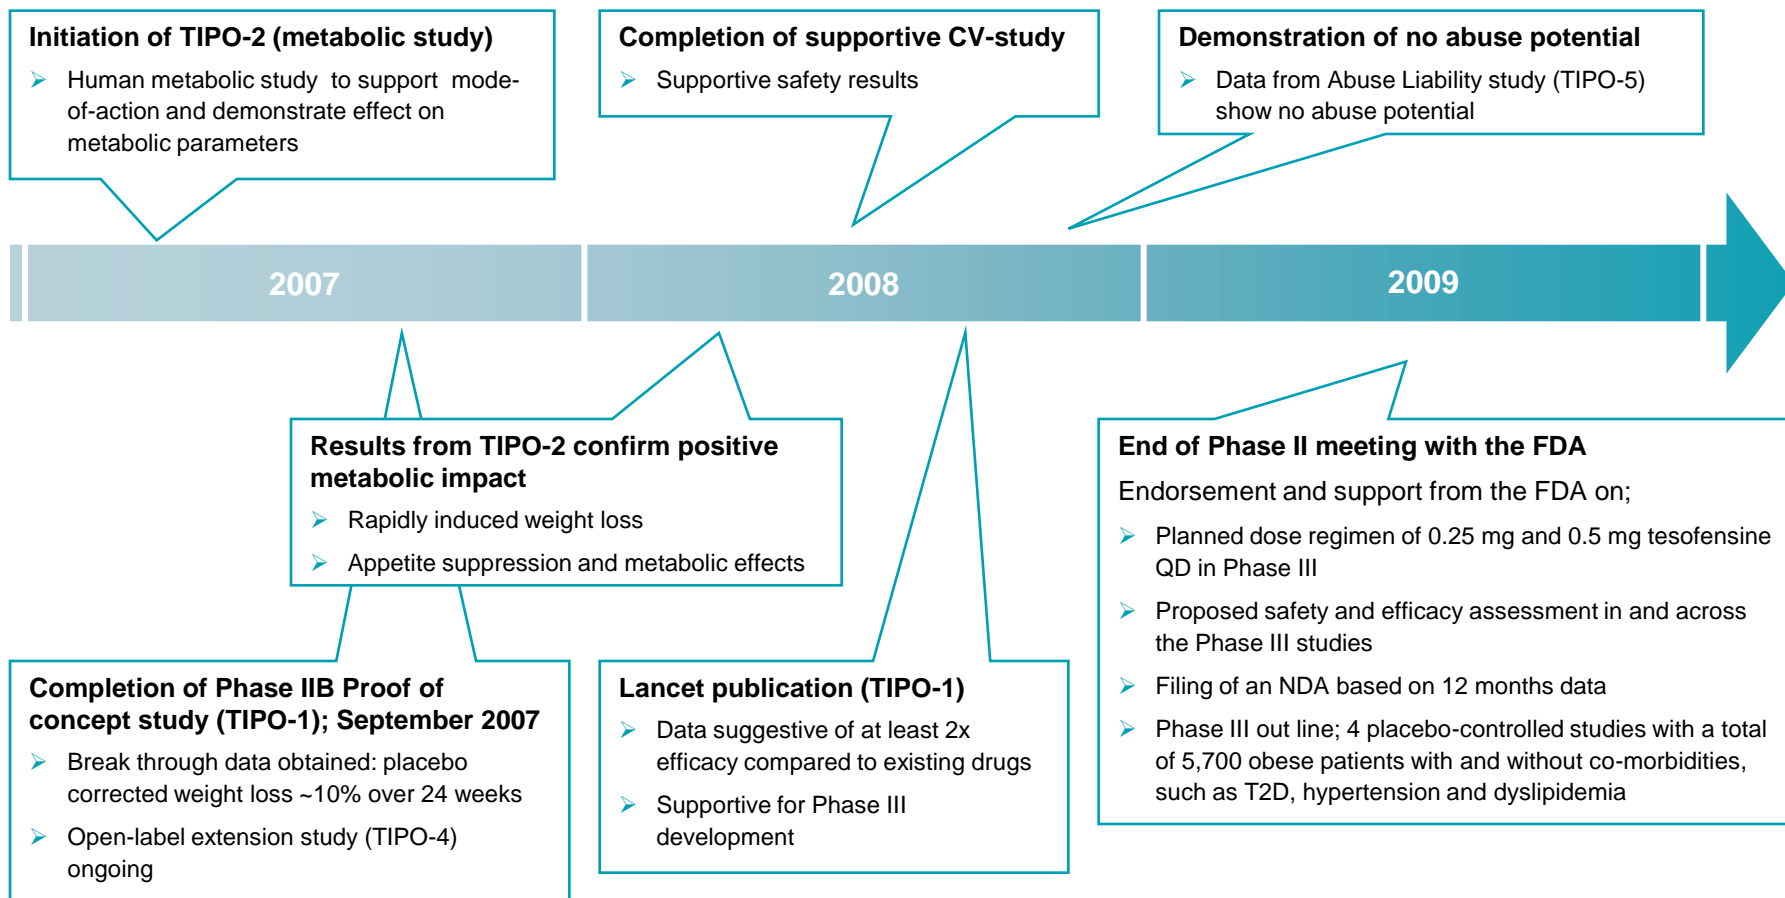 Initiation of TIPO-2 (metabolic study)
➢ Human metabolic study to support mode-
of-action and demonstrate effect on
metabolic parameters
Completion of supportive CV-study
➢ Supportive safety results
Demonstration of no abuse potential
➢ Data from Abuse Liability study (TIPO-5)
show no abuse potential
2007
2008
2009
Results from TIPO-2 confirm positive
metabolic impact
➢ Rapidly induced weight loss
➢ Appetite suppression and metabolic effects
Completion of Phase IIB Proof of
concept study (TIPO-1); September 2007
➢ Break through data obtained: placebo
corrected weight loss ~10% over 24 weeks
➢ Open-label extension study (TIPO-4)
ongoing
Lancet publication (TIPO-1)
➢ Data suggestive of at least 2x
efficacy compared to existing drugs
➢ Supportive for Phase III
development
End of Phase II meeting with the FDA
Endorsement and support from the FDA on;
➢ Planned dose regimen of 0.25 mg and 0.5 mg tesofensine
QD in Phase III
➢ Proposed safety and efficacy assessment in and across
the Phase III studies
➢ Filing of an NDA based on 12 months data
➢ Phase III out line; 4 placebo-controlled studies with a total
of 5,700 obese patients with and without co-morbidities,
such as T2D, hypertension and dyslipidemia